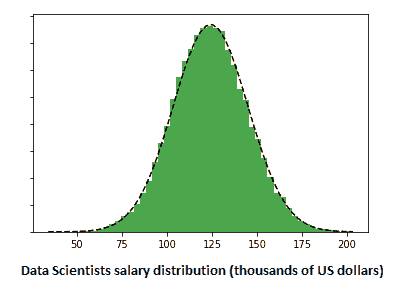 50 75 100 125 150 175 200
Data Scientists salary distribution (thousands of US dollars)